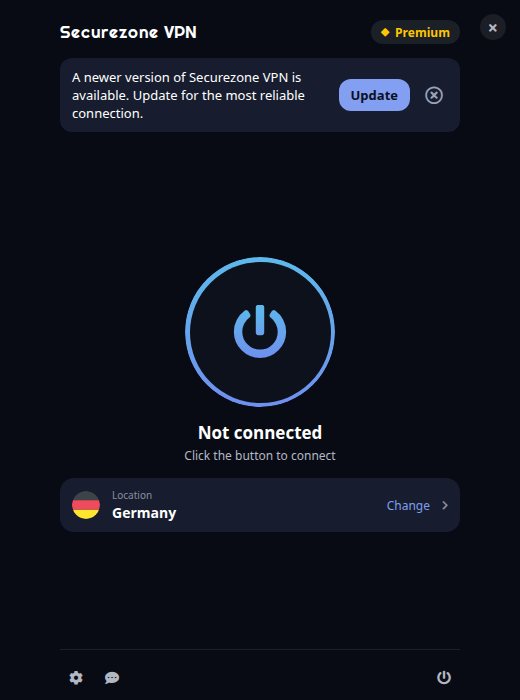 Securezone VPN
Premium
A newer version of Securezone VPN is
available. Update for the most reliable
connection.
Update
Not connected
Click the button to connect
Location
Germany
Change